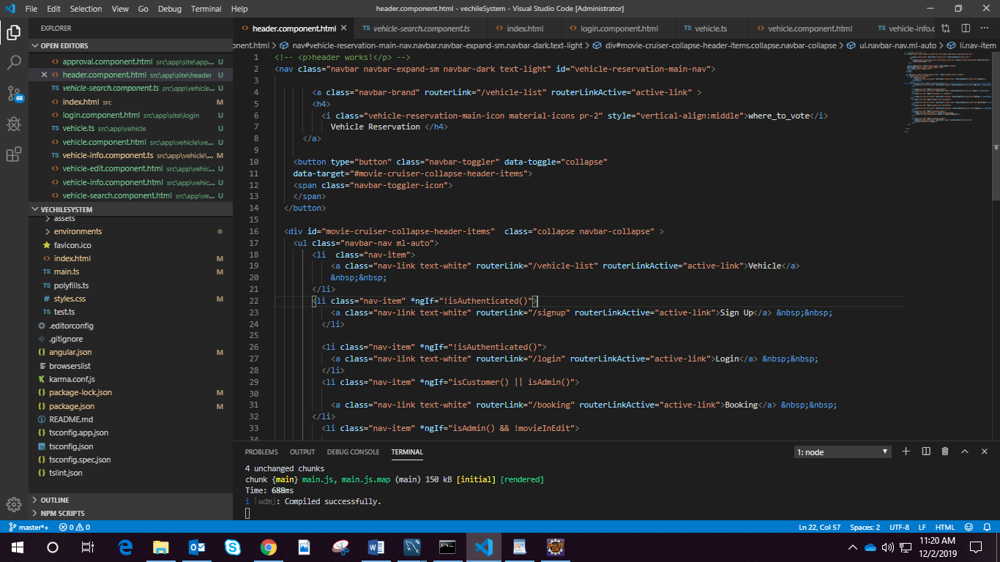 File Edit Selection View Go Debug Terminal Help header.component.html - vechileSystem - Visual Studio Code [Administrator]
EXPLORER
header.component.html vehicle-search.component.ts index.html login.component.html vehicle.ts vehicle.component.html vehicle-info.c
OPEN EDITORS
ponent.html nav#vehicle-reservation-main-nav.navbar.navbar-expand-sm.navbar-dark.text-light div#movie-cruiser-collapse-header-items.collapse.navbar-collapse ul.navbar-nav.ml-auto li.nav-item
approval.component.html src\app\site\app... U
header.component.html src\app\site\header U
vehicle-search.component.ts src\app\vehicle... U
index.html src M
login.component.html src\app\site\login U
vehicle.ts src\app\vehicle U
vehicle.component.html src\app\vehicle\ve... U
vehicle-info.component.ts src\app\vehicle\... M
vehicle-edit.component.html src\app\vehicl... U
vehicle-info.component.html src\app\vehicl... U
vehicle-search.component.html src\app\ve... U
VECHILESYSTEM
assets
environments
favicon.ico
index.html M
main.ts M
polyfills.ts
styles.css M
test.ts
.editorconfig
.gitignore
angular.json M
browserslist
karma.conf.js
package-lock.json M
package.json M
README.md
tsconfig.app.json
tsconfig.json
tsconfig.spec.json
tslint.json
OUTLINE
NPM SCRIPTS
68
1 <!-- <p>header works!</p> -->
2 <nav class="navbar navbar-expand-sm navbar-dark text-light" id="vehicle-reservation-main-nav">
3
4 <a class="navbar-brand" routerLink="/vehicle-list" routerLinkActive="active-link" >
5 <h4>
6 <i class="vehicle-reservation-main-icon material-icons pr-2" style="vertical-align:middle">where_to_vote</i>
7 Vehicle Reservation </h4>
8 </a>
9
10 <button type="button" class="navbar-toggler" data-toggle="collapse"
11 data-target="#movie-cruiser-collapse-header-items">
12 <span class="navbar-toggler-icon">
13 </span>
14 </button>
15
16 <div id="movie-cruiser-collapse-header-items"  class="collapse navbar-collapse" >
17 <ul class="navbar-nav ml-auto">
18 <li  class="nav-item">
19 <a class="nav-link text-white" routerLink="/vehicle-list" routerLinkActive="active-link">Vehicle</a>
20 &nbsp;&nbsp;
21 </li>
22 <li class="nav-item" *ngIf="!isAuthenticated()">
23 <a class="nav-link text-white" routerLink="/signup" routerLinkActive="active-link">Sign Up</a> &nbsp;&nbsp;
24 </li>
25
26 <li class="nav-item" *ngIf="!isAuthenticated()">
27 <a class="nav-link text-white" routerLink="/login" routerLinkActive="active-link">Login</a> &nbsp;&nbsp;
28 </li>
29 <li class="nav-item" *ngIf="isCustomer() || isAdmin()">
30
31 <a class="nav-link text-white" routerLink="/booking" routerLinkActive="active-link">Booking</a> &nbsp;&nbsp;
32 </li>
33 <li class="nav-item" *ngIf="isAdmin() && !movieInEdit">
34
PROBLEMS OUTPUT DEBUG CONSOLE TERMINAL 1: node
4 unchanged chunks
chunk {main} main.js, main.js.map (main) 150 kB [initial] [rendered]
Time: 688ms
i ｢wdm｣: Compiled successfully.
master*+ 0 0 Ln 22, Col 57 Spaces: 2 UTF-8 LF HTML
11:20 AM
12/2/2019